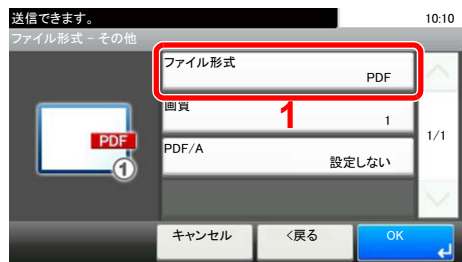 送信できます。
10:10
ファイル形式 - その他
ファイル形式
PDF
画質
1
1
PDF/A
設定しない
PDF
1
1/1
キャンセル
<戻る
OK